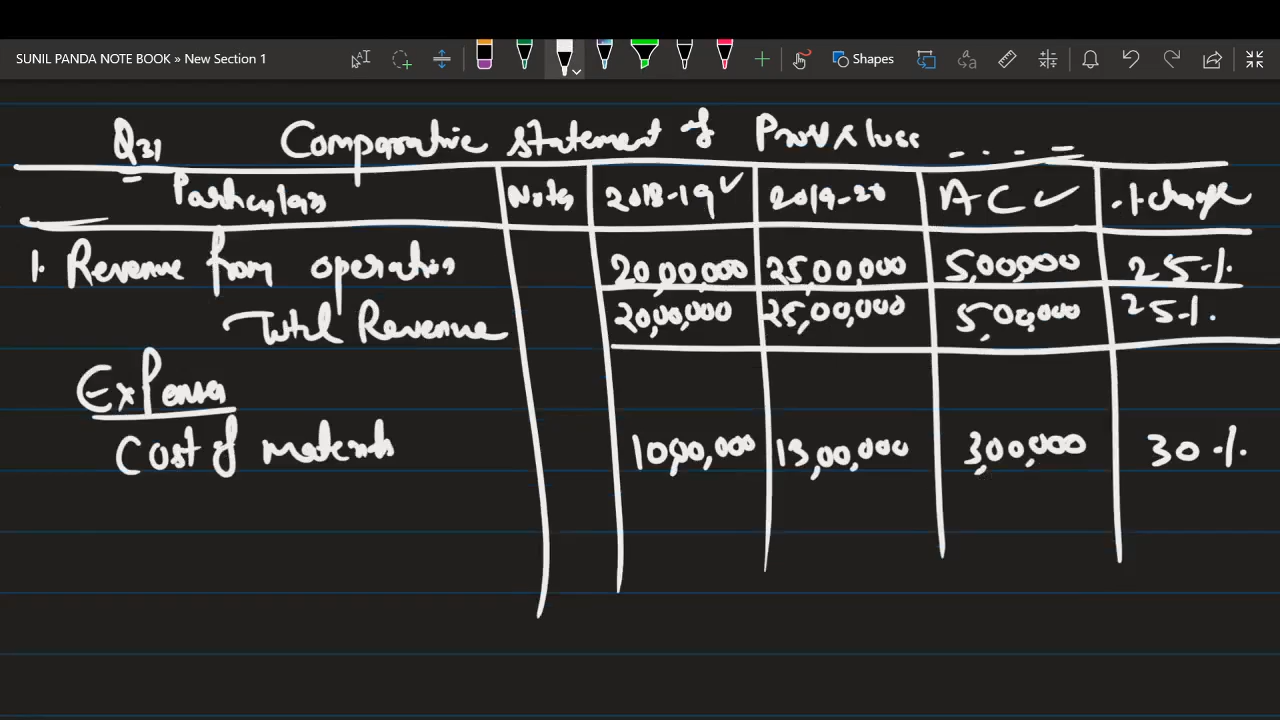 SUNIL PANDA NOTE BOOK » New Section 1
Shapes
Q31 Comparative statement of Profit & loss ....
Particulars Notes 2018-19 ✓ 2019-20 AC ✓ % change
1. Revenue from operation 20,00,000 25,00,000 5,00,000 25%
Total Revenue 20,00,000 25,00,000 5,00,000 25%
Expenses
Cost of materials 10,00,000 13,00,000 3,00,000 30%